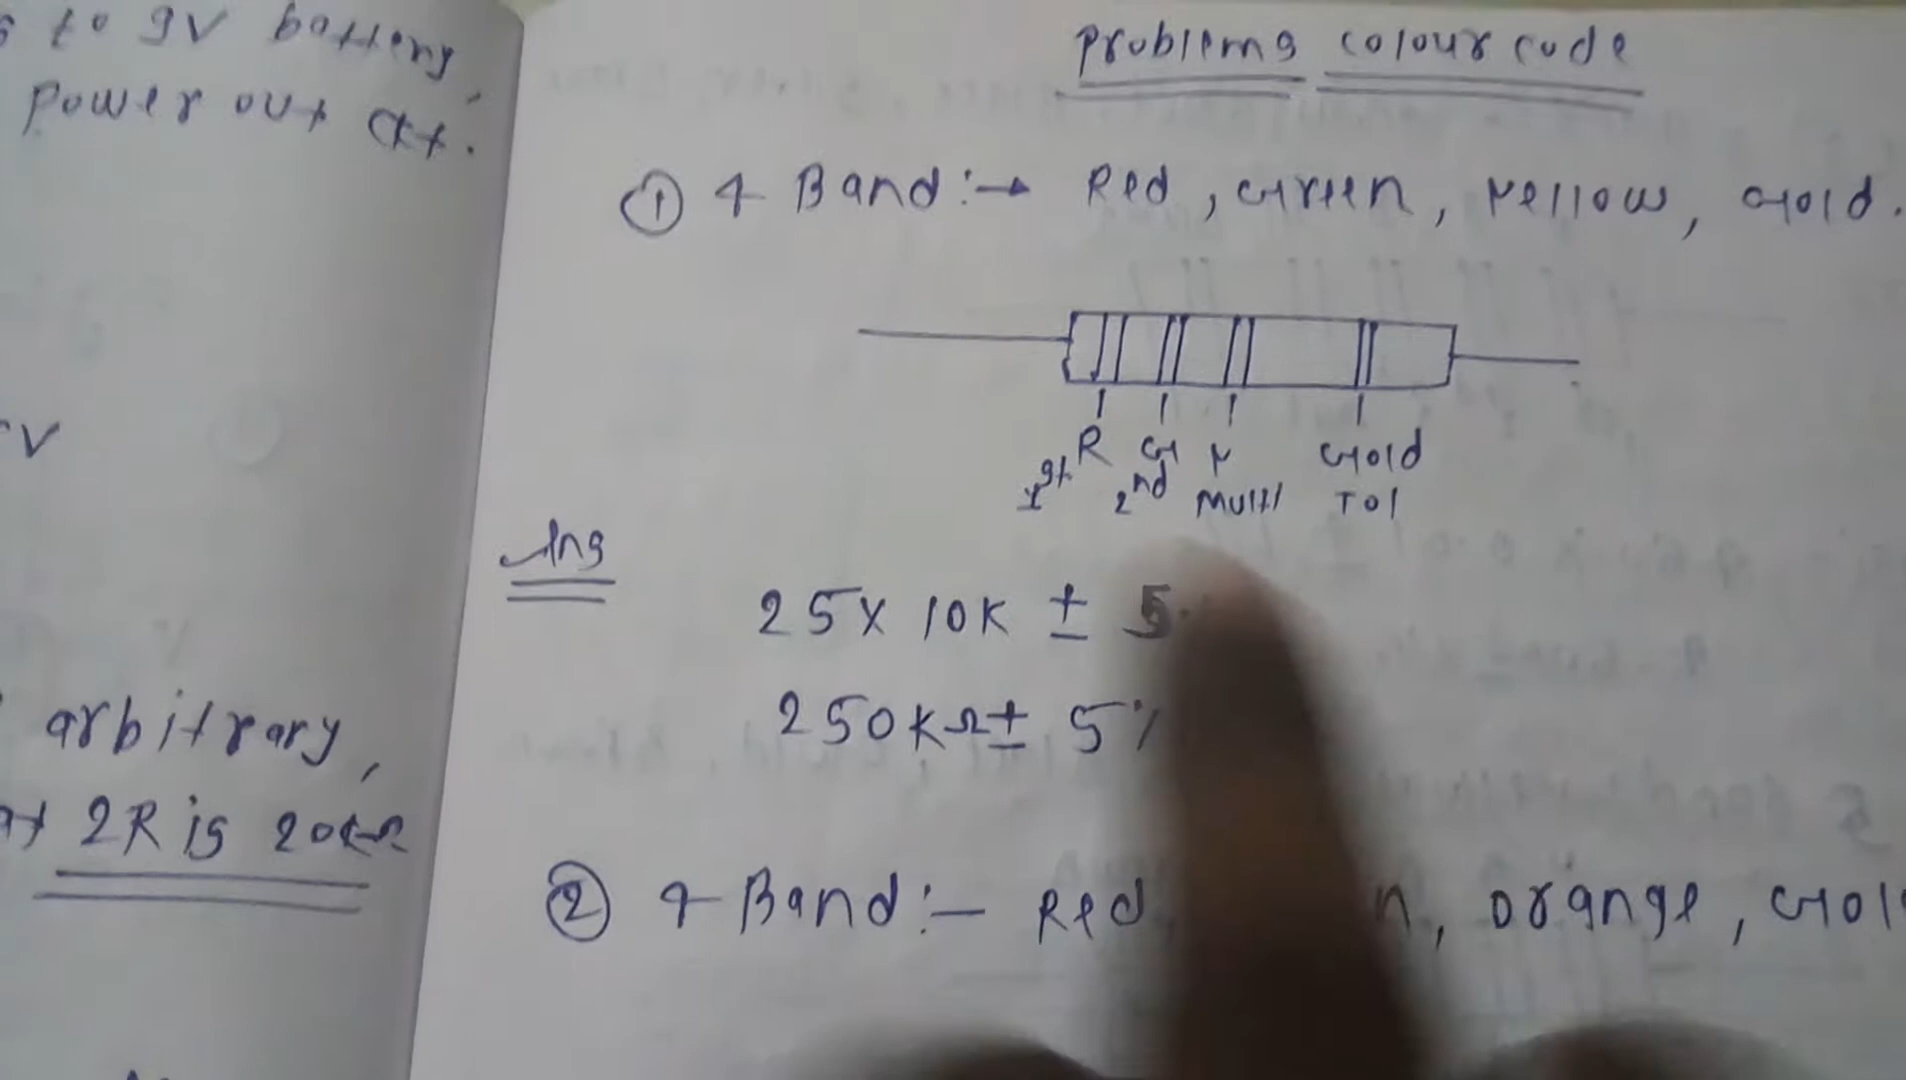 to 9V battery,
power out ckt.
V
arbitrary,
2R is 20kΩ
problems colour code
① 4 Band:→ Red, Green, Yellow, Gold.
R G Y Gold
1st 2nd Multi Tol
Ans
25 X 10K ± 5
250KΩ± 5%
② 4 Band:- Red, orange, Gol